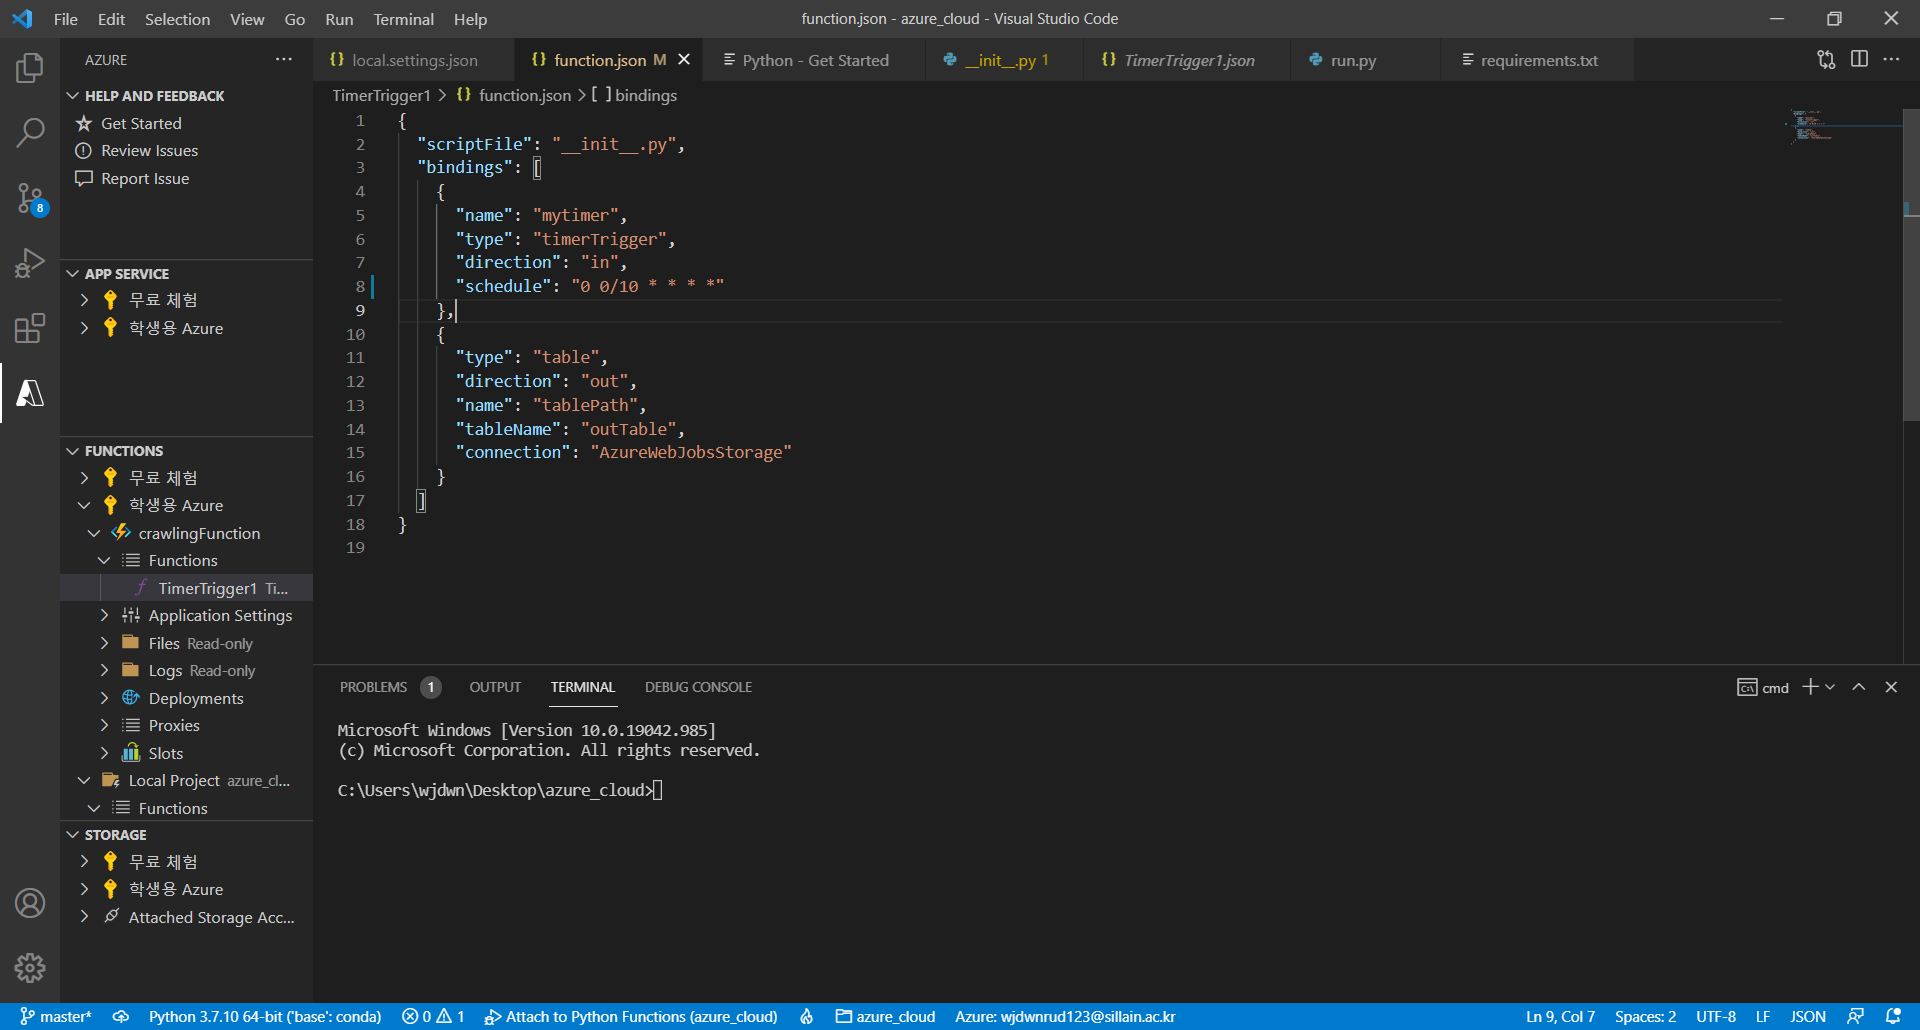 File Edit Selection View Go Run Terminal Help
function.json - azure_cloud - Visual Studio Code
AZURE
HELP AND FEEDBACK
Get Started
Review Issues
Report Issue
APP SERVICE
무료 체험
학생용 Azure
FUNCTIONS
무료 체험
학생용 Azure
crawlingFunction
Functions
TimerTrigger1 Ti...
Application Settings
Files Read-only
Logs Read-only
Deployments
Proxies
Slots
Local Project azure_cl...
Functions
STORAGE
무료 체험
학생용 Azure
Attached Storage Acc...
8
{} local.settings.json
{} function.json M
Python - Get Started
__init__.py 1
{} TimerTrigger1.json
run.py
requirements.txt
TimerTrigger1 > {} function.json > [ ] bindings
1 {
2 "scriptFile": "__init__.py",
3 "bindings": [
4 {
5 "name": "mytimer",
6 "type": "timerTrigger",
7 "direction": "in",
8 "schedule": "0 0/10 * * * *"
9 },
10 {
11 "type": "table",
12 "direction": "out",
13 "name": "tablePath",
14 "tableName": "outTable",
15 "connection": "AzureWebJobsStorage"
16 }
17 ]
18 }
19
PROBLEMS 1 OUTPUT TERMINAL DEBUG CONSOLE
cmd
Microsoft Windows [Version 10.0.19042.985]
(c) Microsoft Corporation. All rights reserved.
C:\Users\wjdwn\Desktop\azure_cloud>
master* Python 3.7.10 64-bit ('base': conda) 0 1 Attach to Python Functions (azure_cloud) azure_cloud Azure: wjdwnrud123@sillain.ac.kr Ln 9, Col 7 Spaces: 2 UTF-8 LF JSON